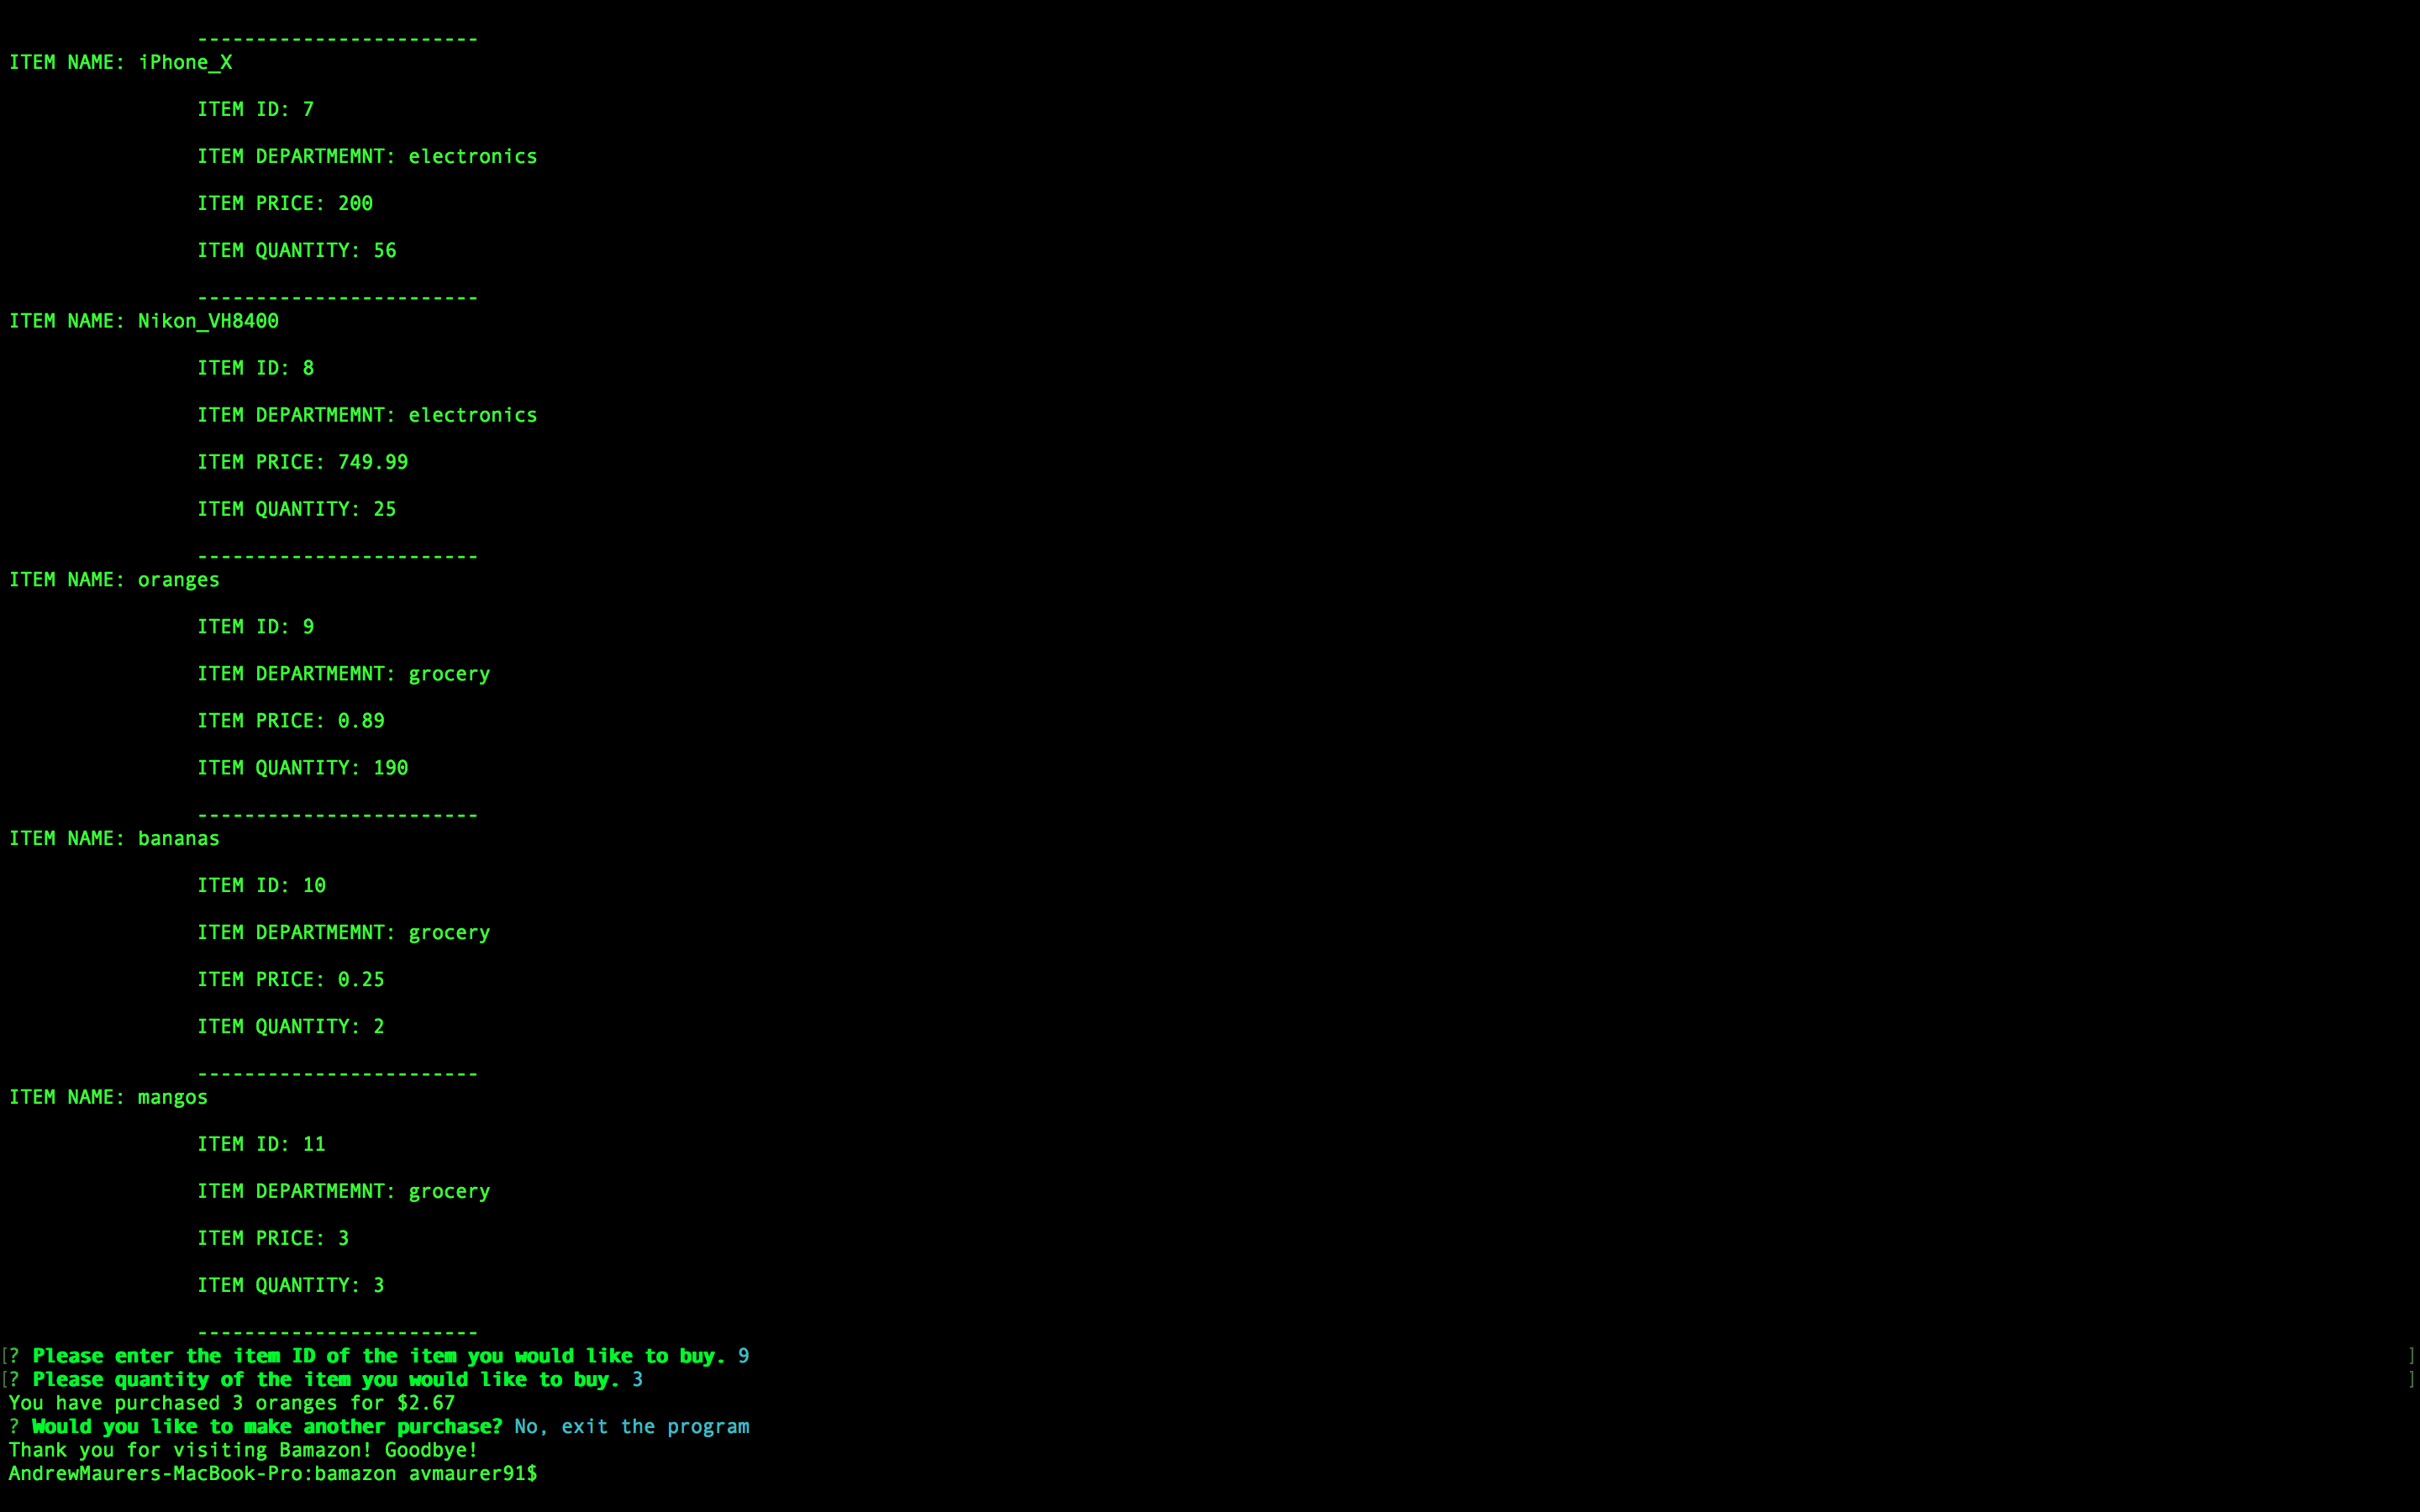 ------------------------
ITEM NAME: iPhone_X
ITEM ID: 7
ITEM DEPARTMEMNT: electronics
ITEM PRICE: 200
ITEM QUANTITY: 56
------------------------
ITEM NAME: Nikon_VH8400
ITEM ID: 8
ITEM DEPARTMEMNT: electronics
ITEM PRICE: 749.99
ITEM QUANTITY: 25
------------------------
ITEM NAME: oranges
ITEM ID: 9
ITEM DEPARTMEMNT: grocery
ITEM PRICE: 0.89
ITEM QUANTITY: 190
------------------------
ITEM NAME: bananas
ITEM ID: 10
ITEM DEPARTMEMNT: grocery
ITEM PRICE: 0.25
ITEM QUANTITY: 2
------------------------
ITEM NAME: mangos
ITEM ID: 11
ITEM DEPARTMEMNT: grocery
ITEM PRICE: 3
ITEM QUANTITY: 3
------------------------
[? Please enter the item ID of the item you would like to buy. 9 ]
[? Please quantity of the item you would like to buy. 3 ]
You have purchased 3 oranges for $2.67
? Would you like to make another purchase? No, exit the program
Thank you for visiting Bamazon! Goodbye!
AndrewMaurers-MacBook-Pro:bamazon avmaurer91$